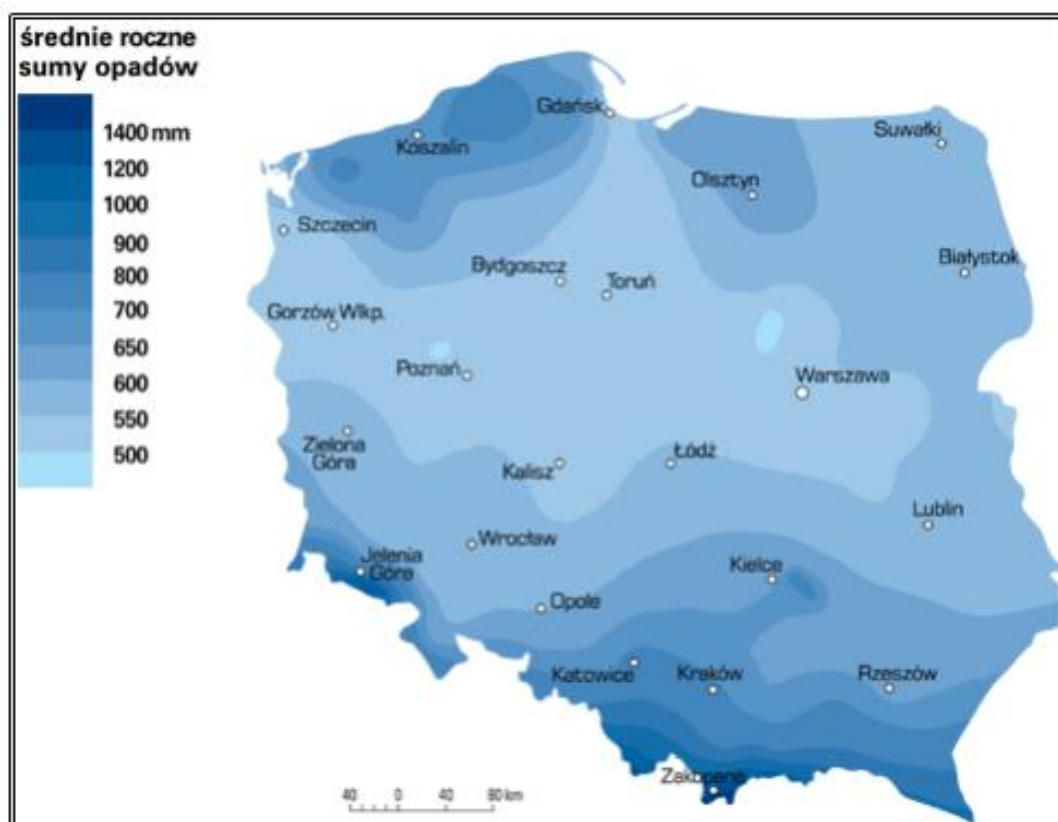 średnie roczne
sumy opadów
1400 mm
1200
1000
900
800
700
650
600
550
500
Gdańsk
Suwałki
Koszalin
Olsztyn
Szczecin
Białystok
Bydgoszcz
Toruń
Gorzów Wlkp.
Poznań
Warszawa
Zielona
Góra
Kalisz
Łódź
Lublin
Wrocław
Jelenia
Góra
Kielce
Opole
Katowice
Kraków
Rzeszów
Zakopane
40 0 40 80 km